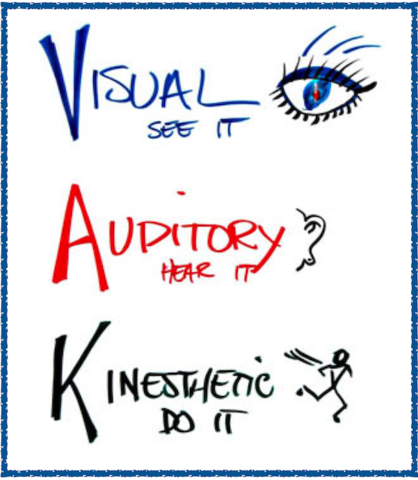 VISUAL
SEE IT
AUDITORY
HEAR IT
KINESTHETIC
DO IT